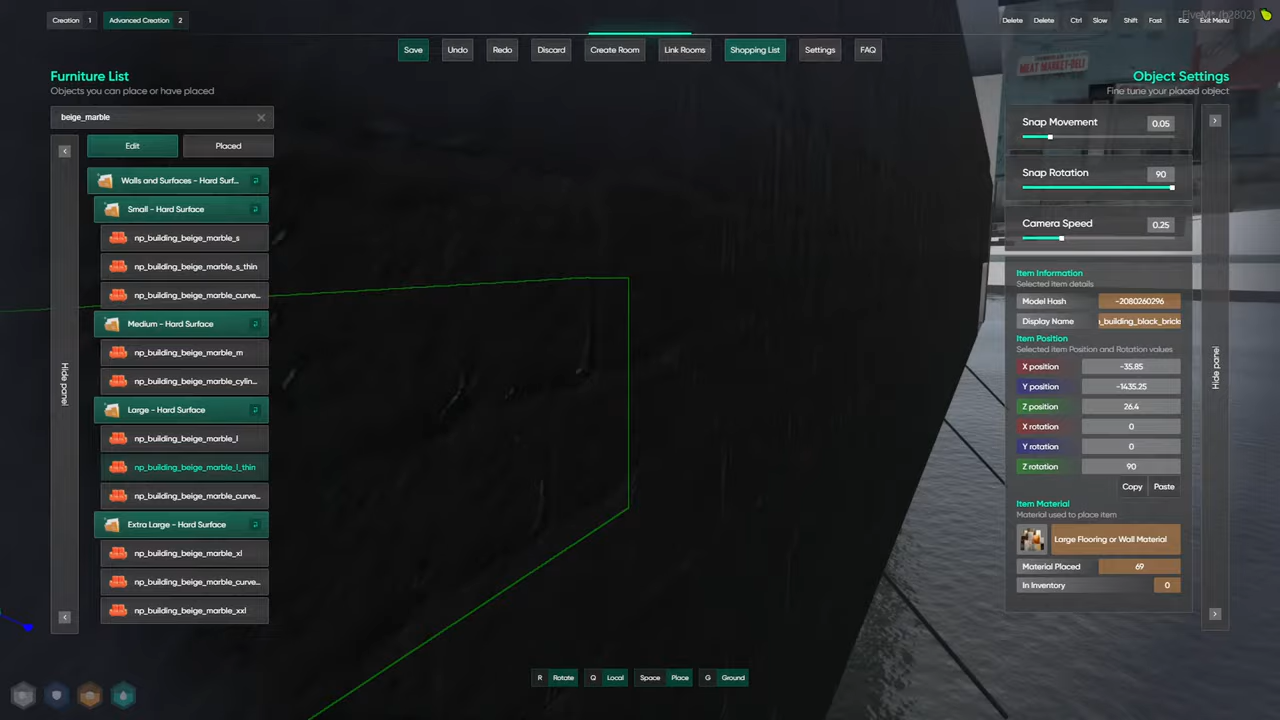 Creation 1 Advanced Creation 2
FiveM* (b2802)
Delete Delete Ctrl Slow Shift Fast Esc Exit Menu
Save Undo Redo Discard Create Room Link Rooms Shopping List Settings FAQ
Furniture List
Objects you can place or have placed
beige_marble
Edit Placed
Walls and Surfaces - Hard Surf...
Small - Hard Surface
np_building_beige_marble_s
np_building_beige_marble_s_thin
np_building_beige_marble_curve...
Medium - Hard Surface
np_building_beige_marble_m
np_building_beige_marble_cylin...
Large - Hard Surface
np_building_beige_marble_l
np_building_beige_marble_l_thin
np_building_beige_marble_curve...
Extra Large - Hard Surface
np_building_beige_marble_xl
np_building_beige_marble_curve...
np_building_beige_marble_xxl
Hide panel
MEAT MARKET-DELI
Object Settings
Fine tune your placed object
Snap Movement 0.05
Snap Rotation 90
Camera Speed 0.25
Item Information
Selected item details
Model Hash -2080260296
Display Name _building_black_bricks
Item Position
Selected item Position and Rotation values
X position -35.85
Y position -1435.25
Z position 26.4
X rotation 0
Y rotation 0
Z rotation 90
Copy Paste
Item Material
Material used to place item
Large Flooring or Wall Material
Material Placed 69
In Inventory 0
Hide panel
R Rotate Q Local Space Place G Ground